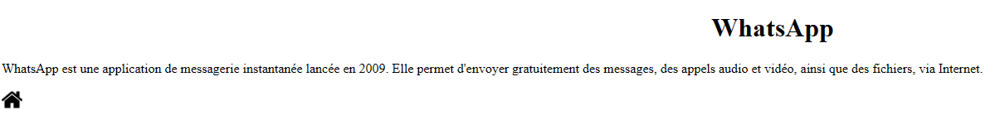 WhatsApp
WhatsApp est une application de messagerie instantanée lancée en 2009. Elle permet d'envoyer gratuitement des messages, des appels audio et vidéo, ainsi que des fichiers, via Internet.